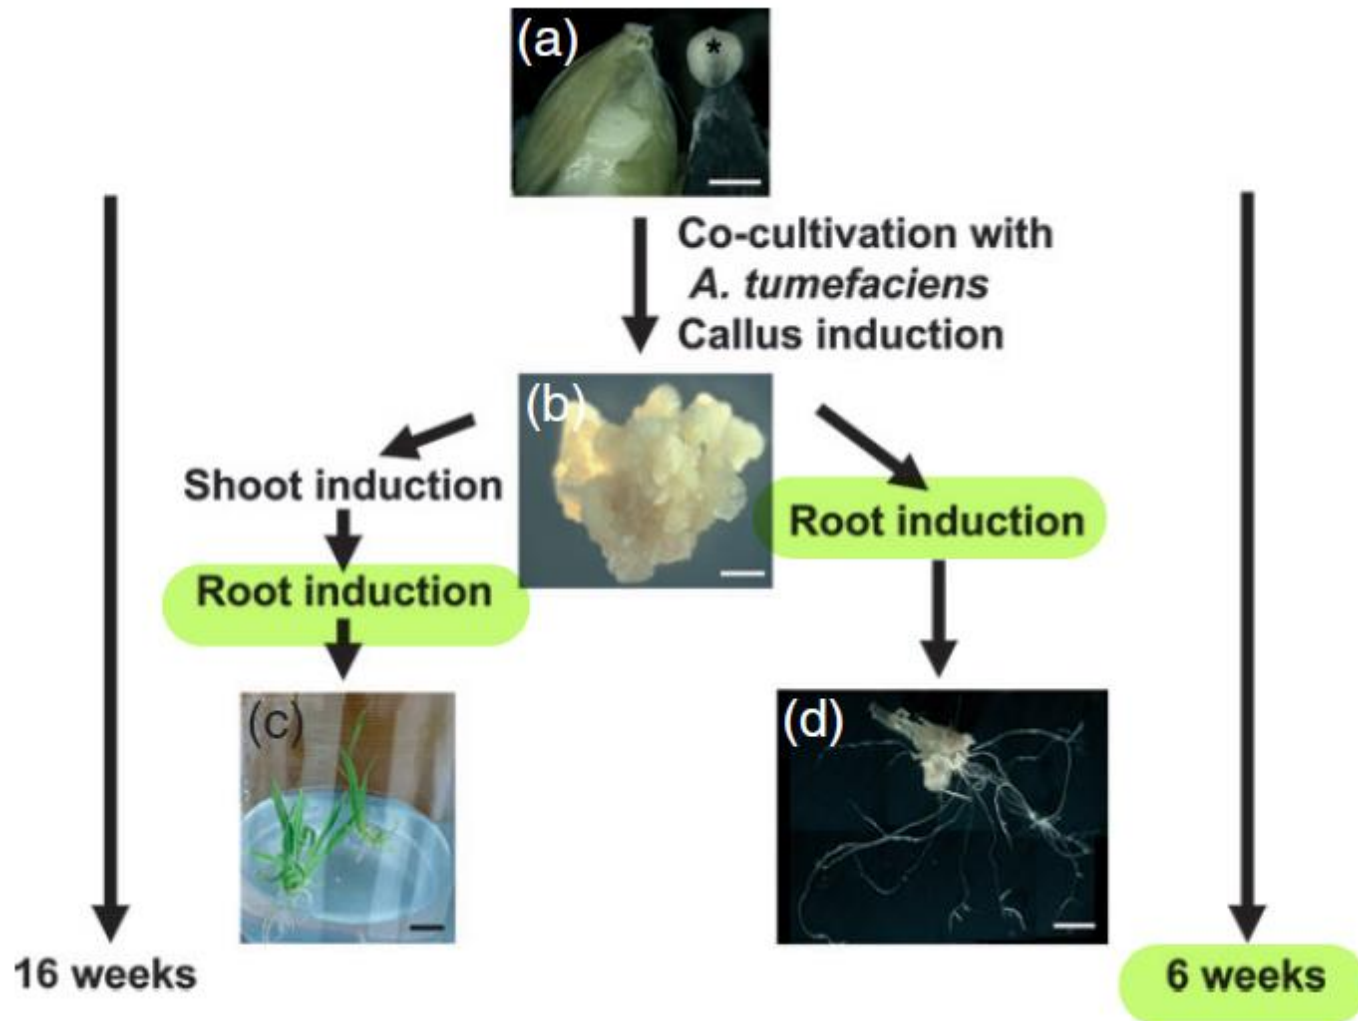 (a)
*
Co-cultivation with
A. tumefaciens
Callus induction
(b)
Shoot induction
Root induction
Root induction
(c)
(d)
16 weeks
6 weeks